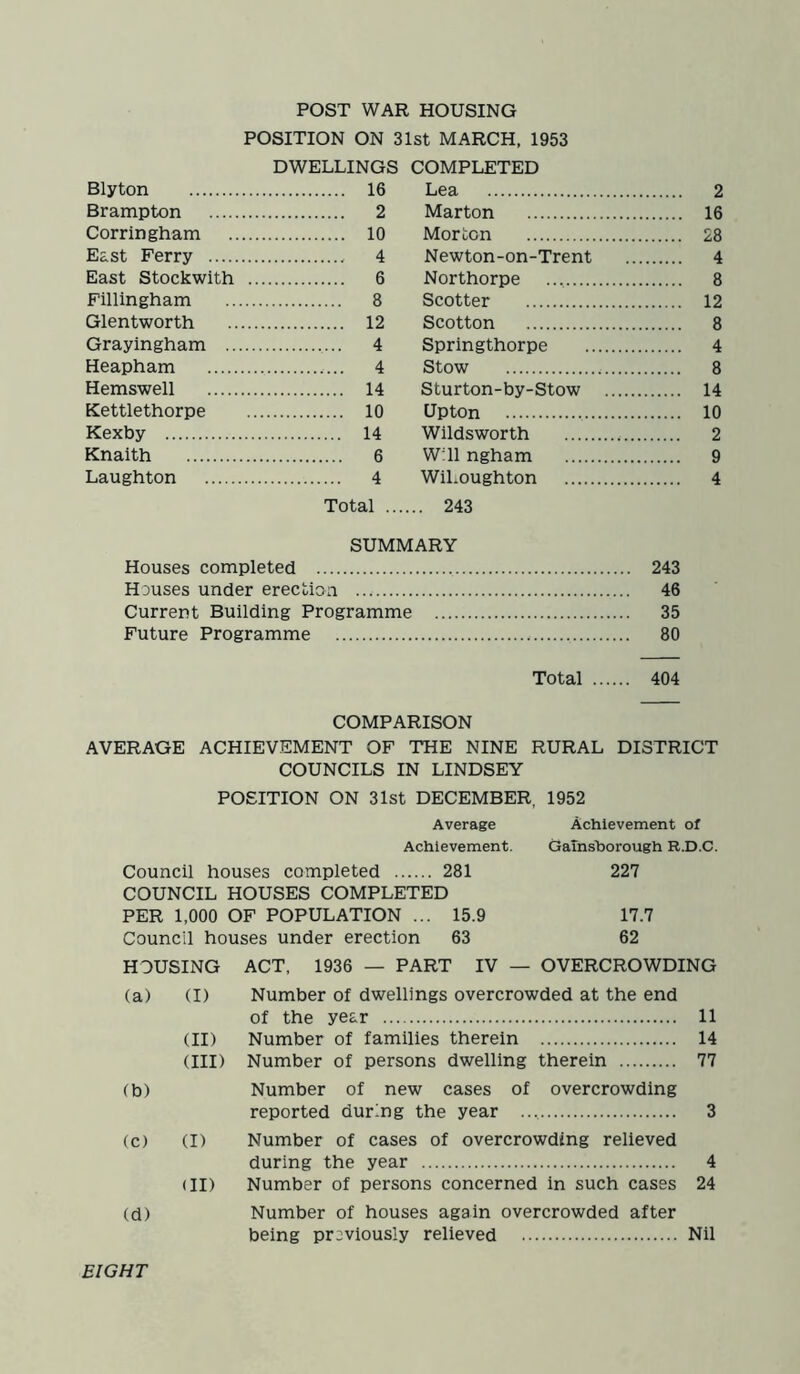 POST WAR HOUSING
POSITION ON 31st MARCH, 1953
DWELLINGS COMPLETED
Blyton ........ 16 Lea ........ 2
Brampton ........ 2 Marton ........ 16
Corringham ........ 10 Morton ........ 28
East Ferry ........ 4 Newton-on-Trent ........ 4
East Stockwith ........ 6 Northorpe ........ 8
Fillingham ........ 8 Scotter ........ 12
Glentworth ........ 12 Scotton ........ 8
Grayingham ........ 4 Springthorpe ........ 4
Heapham ........ 4 Stow ........ 8
Hemswell ........ 14 Sturton-by-Stow ........ 14
Kettlethorpe ........ 10 Upton ........ 10
Kexby ........ 14 Wildsworth ........ 2
Knaith ........ 6 Willingham ........ 9
Laughton ........ 4 Willoughton ........ 4
Total ...... 243
SUMMARY
Houses completed ........ 243
Houses under erection ........ 46
Current Building Programme ........ 35
Future Programme ........ 80
Total ...... 404
COMPARISON
AVERAGE ACHIEVEMENT OF THE NINE RURAL DISTRICT
COUNCILS IN LINDSEY
POSITION ON 31st DECEMBER, 1952
Average Achievement of
Achievement. Gainsborough R.D.C.
Council houses completed ...... 281 227
COUNCIL HOUSES COMPLETED
PER 1,000 OF POPULATION ... 15.9 17.7
Council houses under erection 63 62
HOUSING ACT, 1936 — PART IV — OVERCROWDING
(a) (I) Number of dwellings overcrowded at the end
of the year ........ 11
(II) Number of families therein ........ 14
(III) Number of persons dwelling therein ........ 77
(b) Number of new cases of overcrowding
reported during the year ........ 3
(c) (I) Number of cases of overcrowding relieved
during the year ........ 4
(II) Number of persons concerned in such cases 24
(d) Number of houses again overcrowded after
being previously relieved ........ Nil
EIGHT